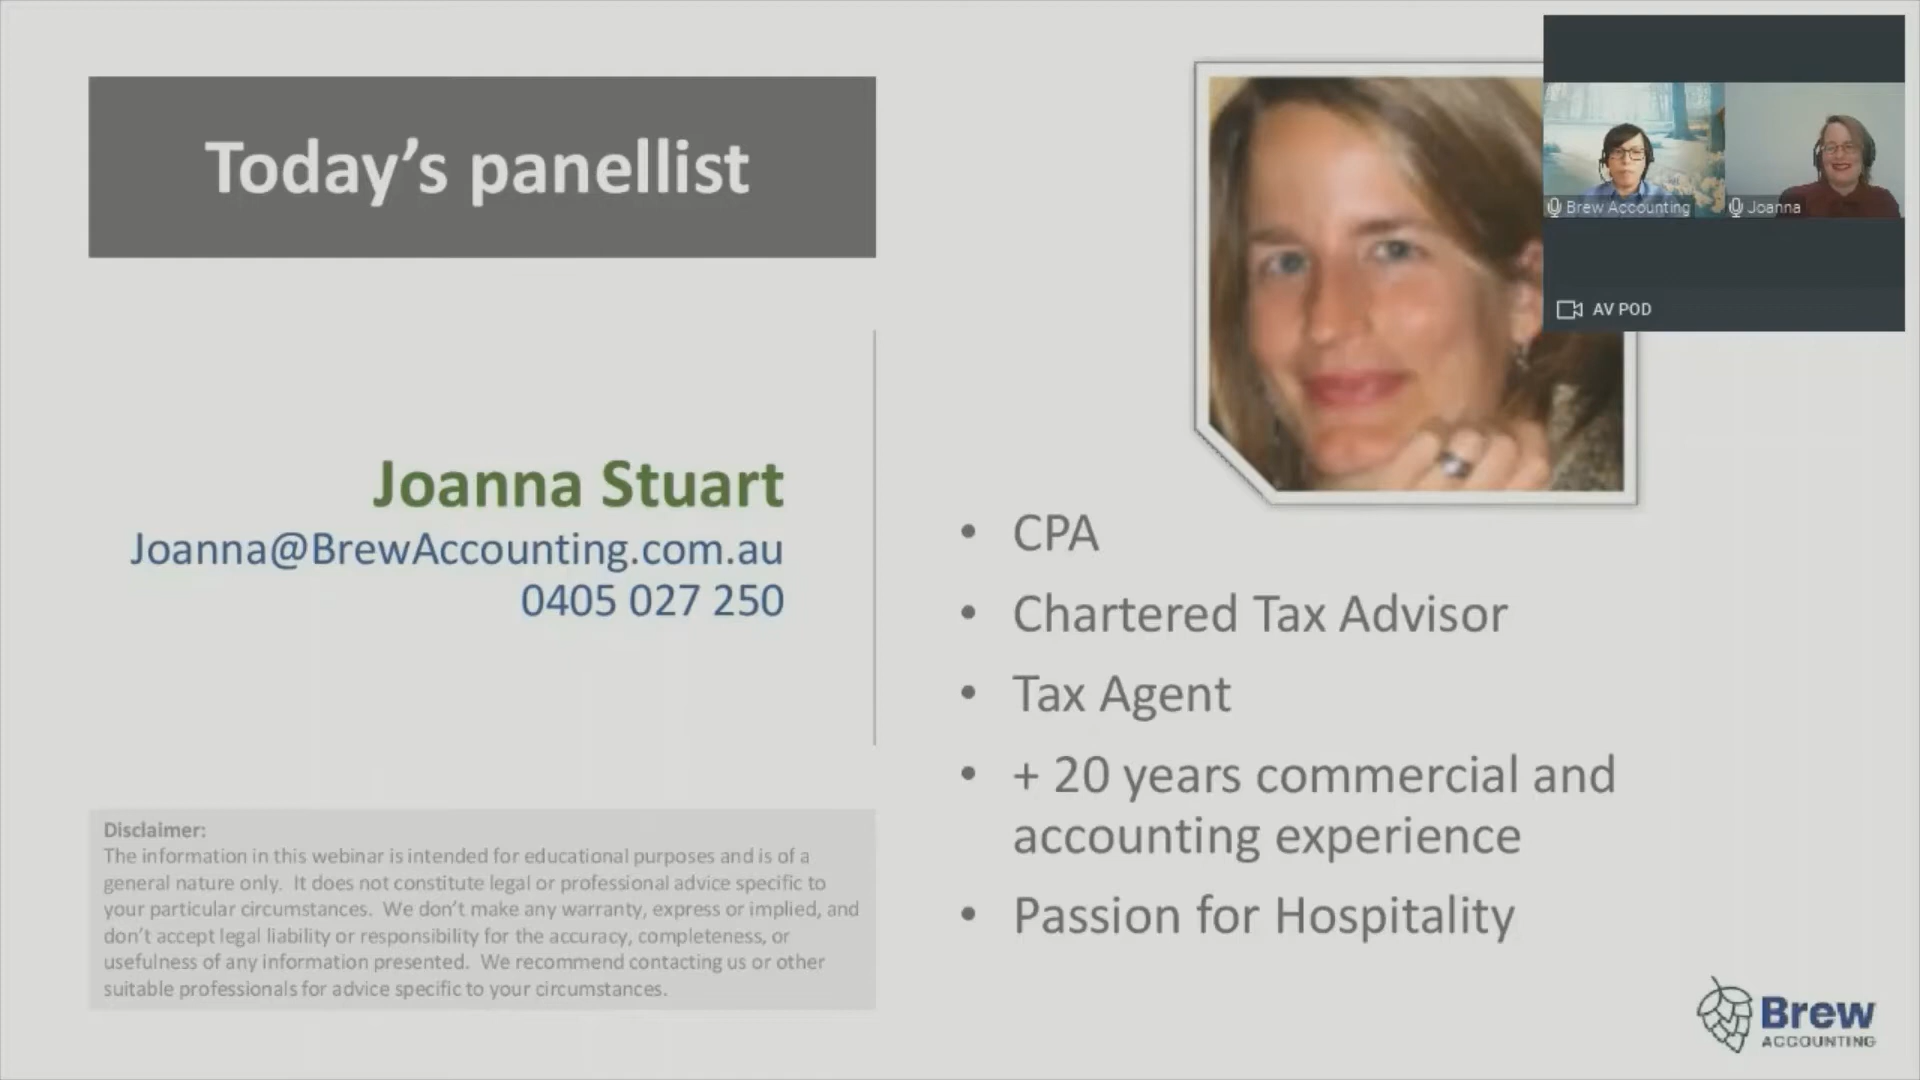 Today's panellist
Joanna Stuart
Joanna@BrewAccounting.com.au
0405 027 250
Disclaimer:
The information in this webinar is intended for educational purposes and is of a
general nature only.  It does not constitute legal or professional advice specific to
your particular circumstances.  We don't make any warranty, express or implied, and
don't accept legal liability or responsibility for the accuracy, completeness, or
usefulness of any information presented.  We recommend contacting us or other
suitable professionals for advice specific to your circumstances.
Brew Accounting
Joanna
AV POD
• CPA
• Chartered Tax Advisor
• Tax Agent
• + 20 years commercial and
accounting experience
• Passion for Hospitality
Brew
ACCOUNTING